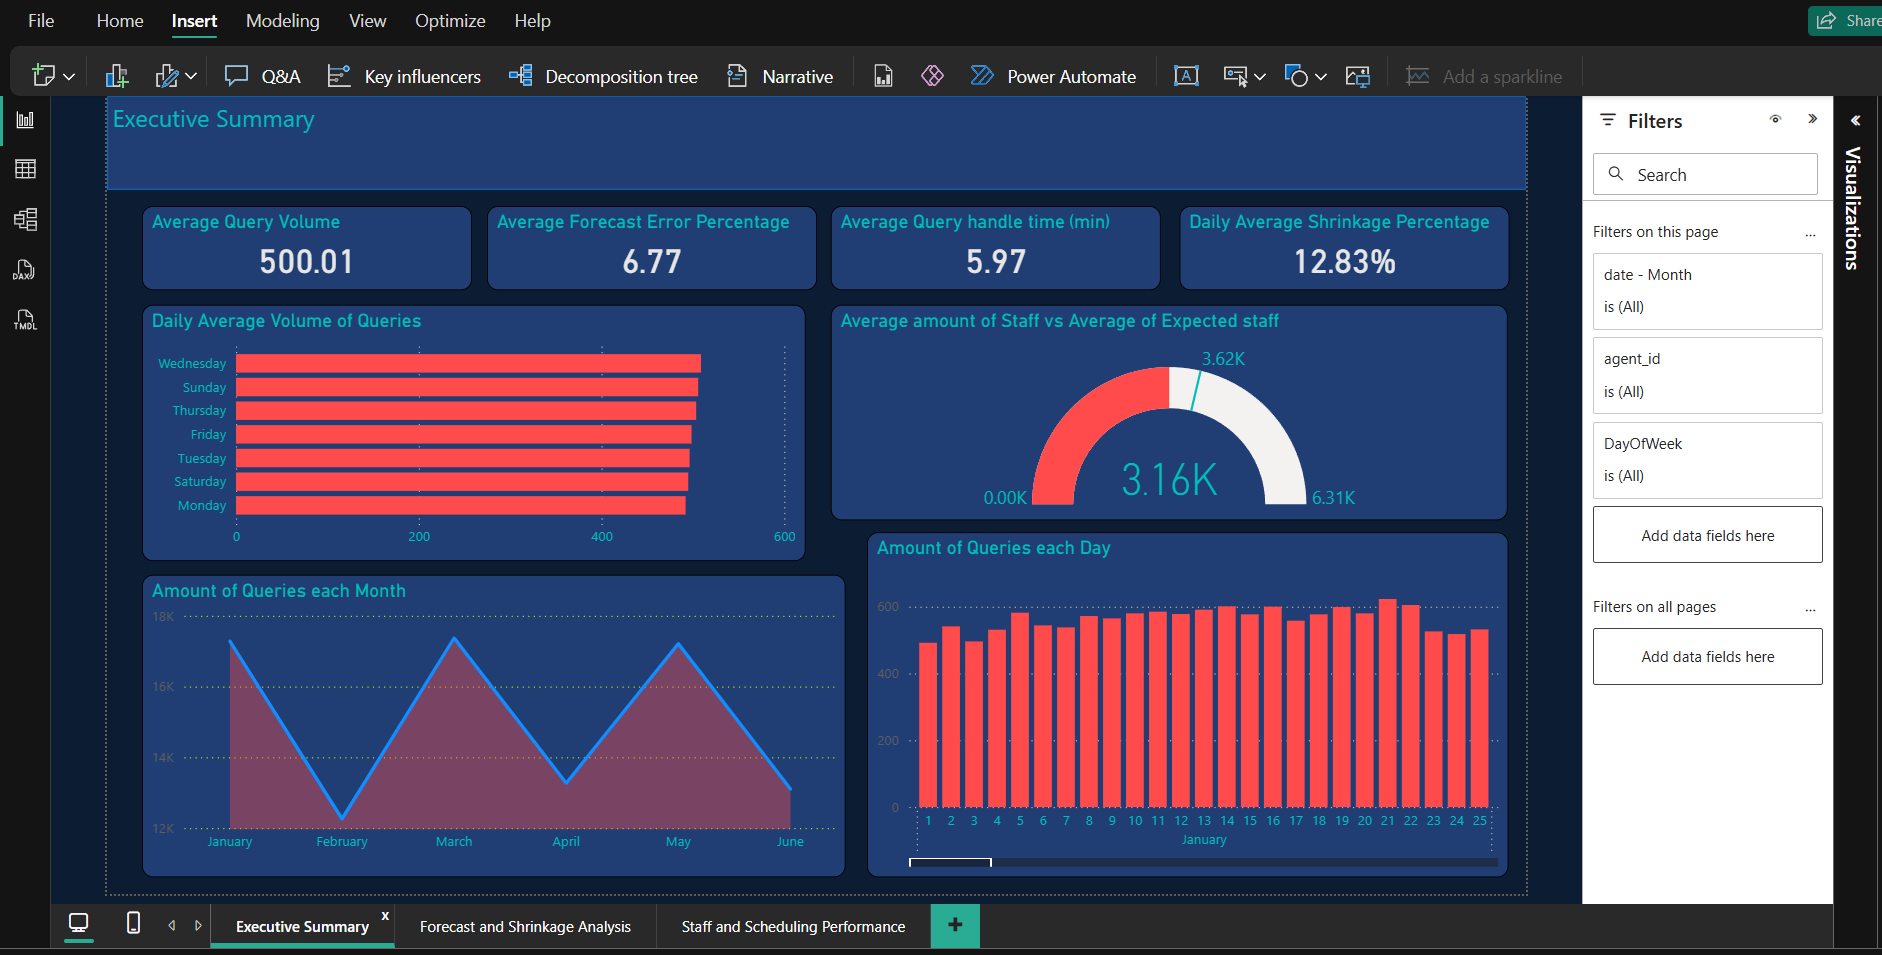 File Home Insert Modeling View Optimize Help Share
Q&A Key influencers Decomposition tree Narrative Power Automate Add a sparkline
Executive Summary
Average Query Volume
500.01
Average Forecast Error Percentage
6.77
Average Query handle time (min)
5.97
Daily Average Shrinkage Percentage
12.83%
Daily Average Volume of Queries
Wednesday
Sunday
Thursday
Friday
Tuesday
Saturday
Monday
0 200 400 600
Average amount of Staff vs Average of Expected staff
3.62K
3.16K
0.00K 6.31K
Amount of Queries each Month
18K
16K
14K
12K
January February March April May June
Amount of Queries each Day
600
400
200
0
1 2 3 4 5 6 7 8 9 10 11 12 13 14 15 16 17 18 19 20 21 22 23 24 25
January
Filters
Search
Filters on this page ...
date - Month
is (All)
agent_id
is (All)
DayOfWeek
is (All)
Add data fields here
Filters on all pages ...
Add data fields here
Visualizations
DAX
TMDL
Executive Summary x Forecast and Shrinkage Analysis Staff and Scheduling Performance +